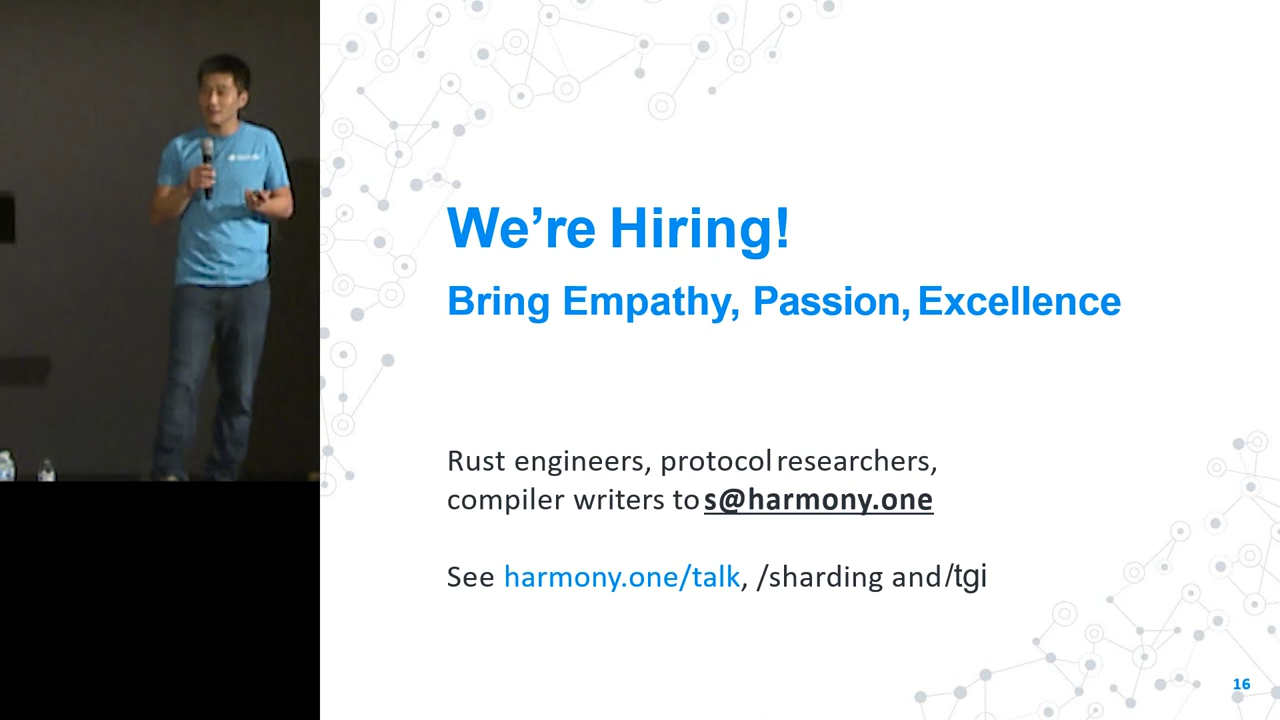 We’re Hiring!
Bring Empathy, Passion, Excellence
Rust engineers, protocol researchers,
compiler writers to s@harmony.one
See harmony.one/talk, /sharding and /tgi
16